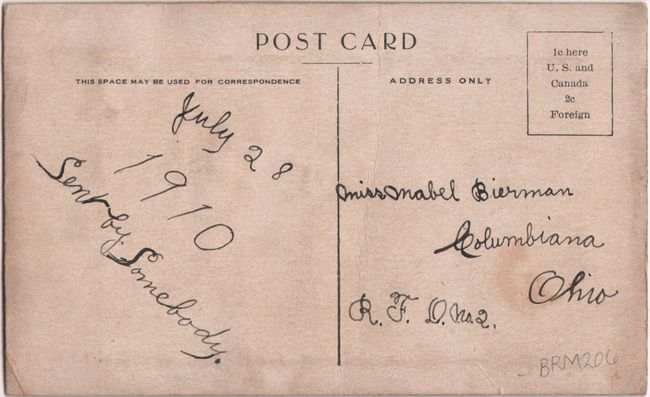 POST CARD
THIS SPACE MAY BE USED FOR CORRESPONDENCE
ADDRESS ONLY
1c here
U. S. and
Canada
2c
Foreign
July 28
1910
Sent by Somebody.
Miss Mabel Bierman
Columbiana
Ohio
R. F. D. No. 2.
BRM206